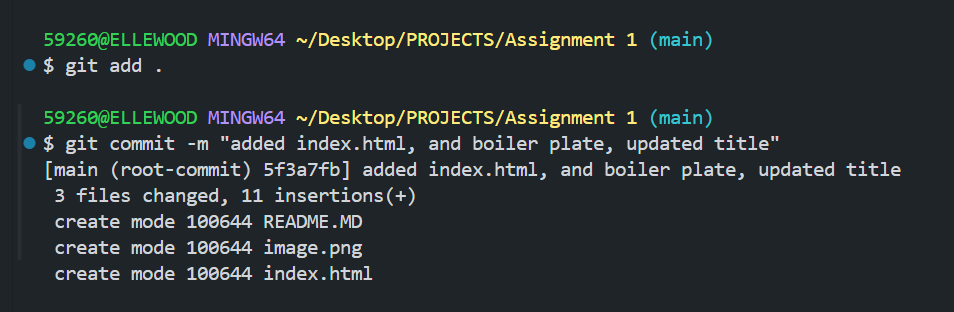 59260@ELLEWOOD MINGW64 ~/Desktop/PROJECTS/Assignment 1 (main)
$ git add .
59260@ELLEWOOD MINGW64 ~/Desktop/PROJECTS/Assignment 1 (main)
$ git commit -m "added index.html, and boiler plate, updated title"
[main (root-commit) 5f3a7fb] added index.html, and boiler plate, updated title
 3 files changed, 11 insertions(+)
 create mode 100644 README.MD
 create mode 100644 image.png
 create mode 100644 index.html